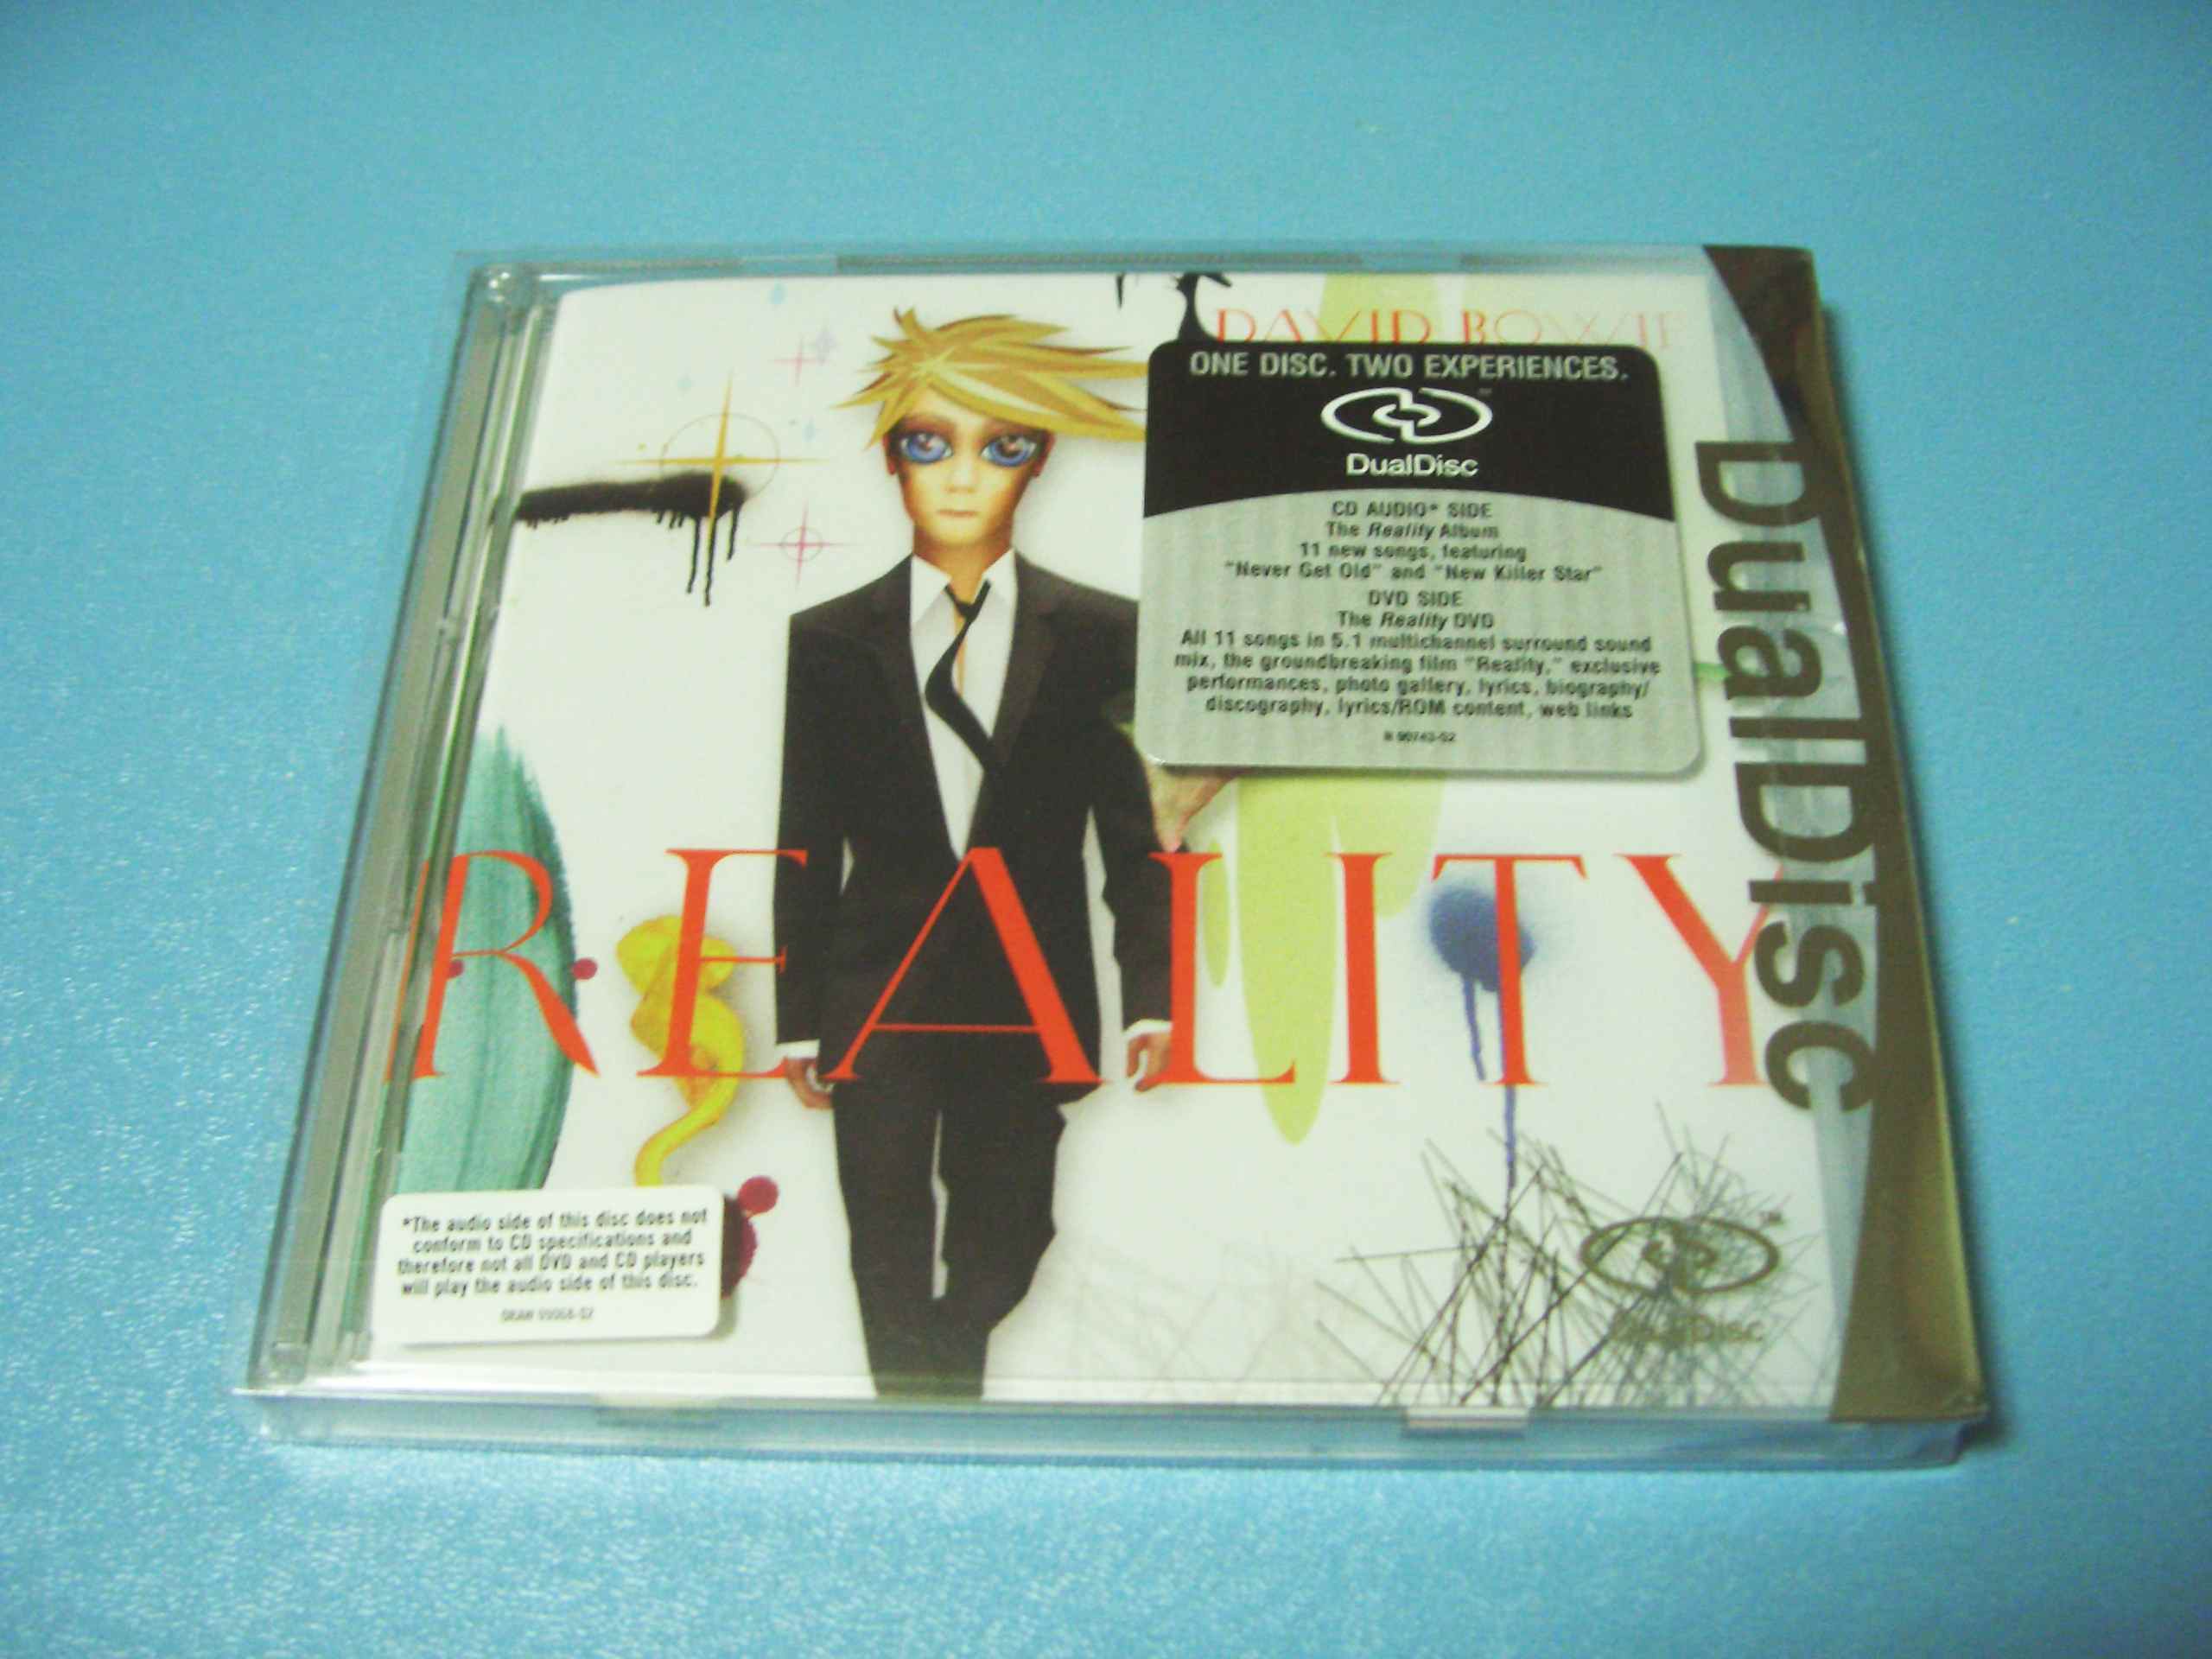 DAVID BOWIE
ONE DISC. TWO EXPERIENCES.
DualDisc
CD AUDIO* SIDE
The Reality Album
11 new songs, featuring
"Never Get Old" and "New Killer Star"
DVD SIDE
The Reality DVD
All 11 songs in 5.1 multichannel surround sound
mix, the groundbreaking film "Reality," exclusive
performances, photo gallery, lyrics, biography/
discography, lyrics/ROM content, web links
DualDisc
REALITY
*The audio side of this disc does not
conform to CD specifications and
therefore not all DVD and CD players
will play the audio side of this disc.
DualDisc